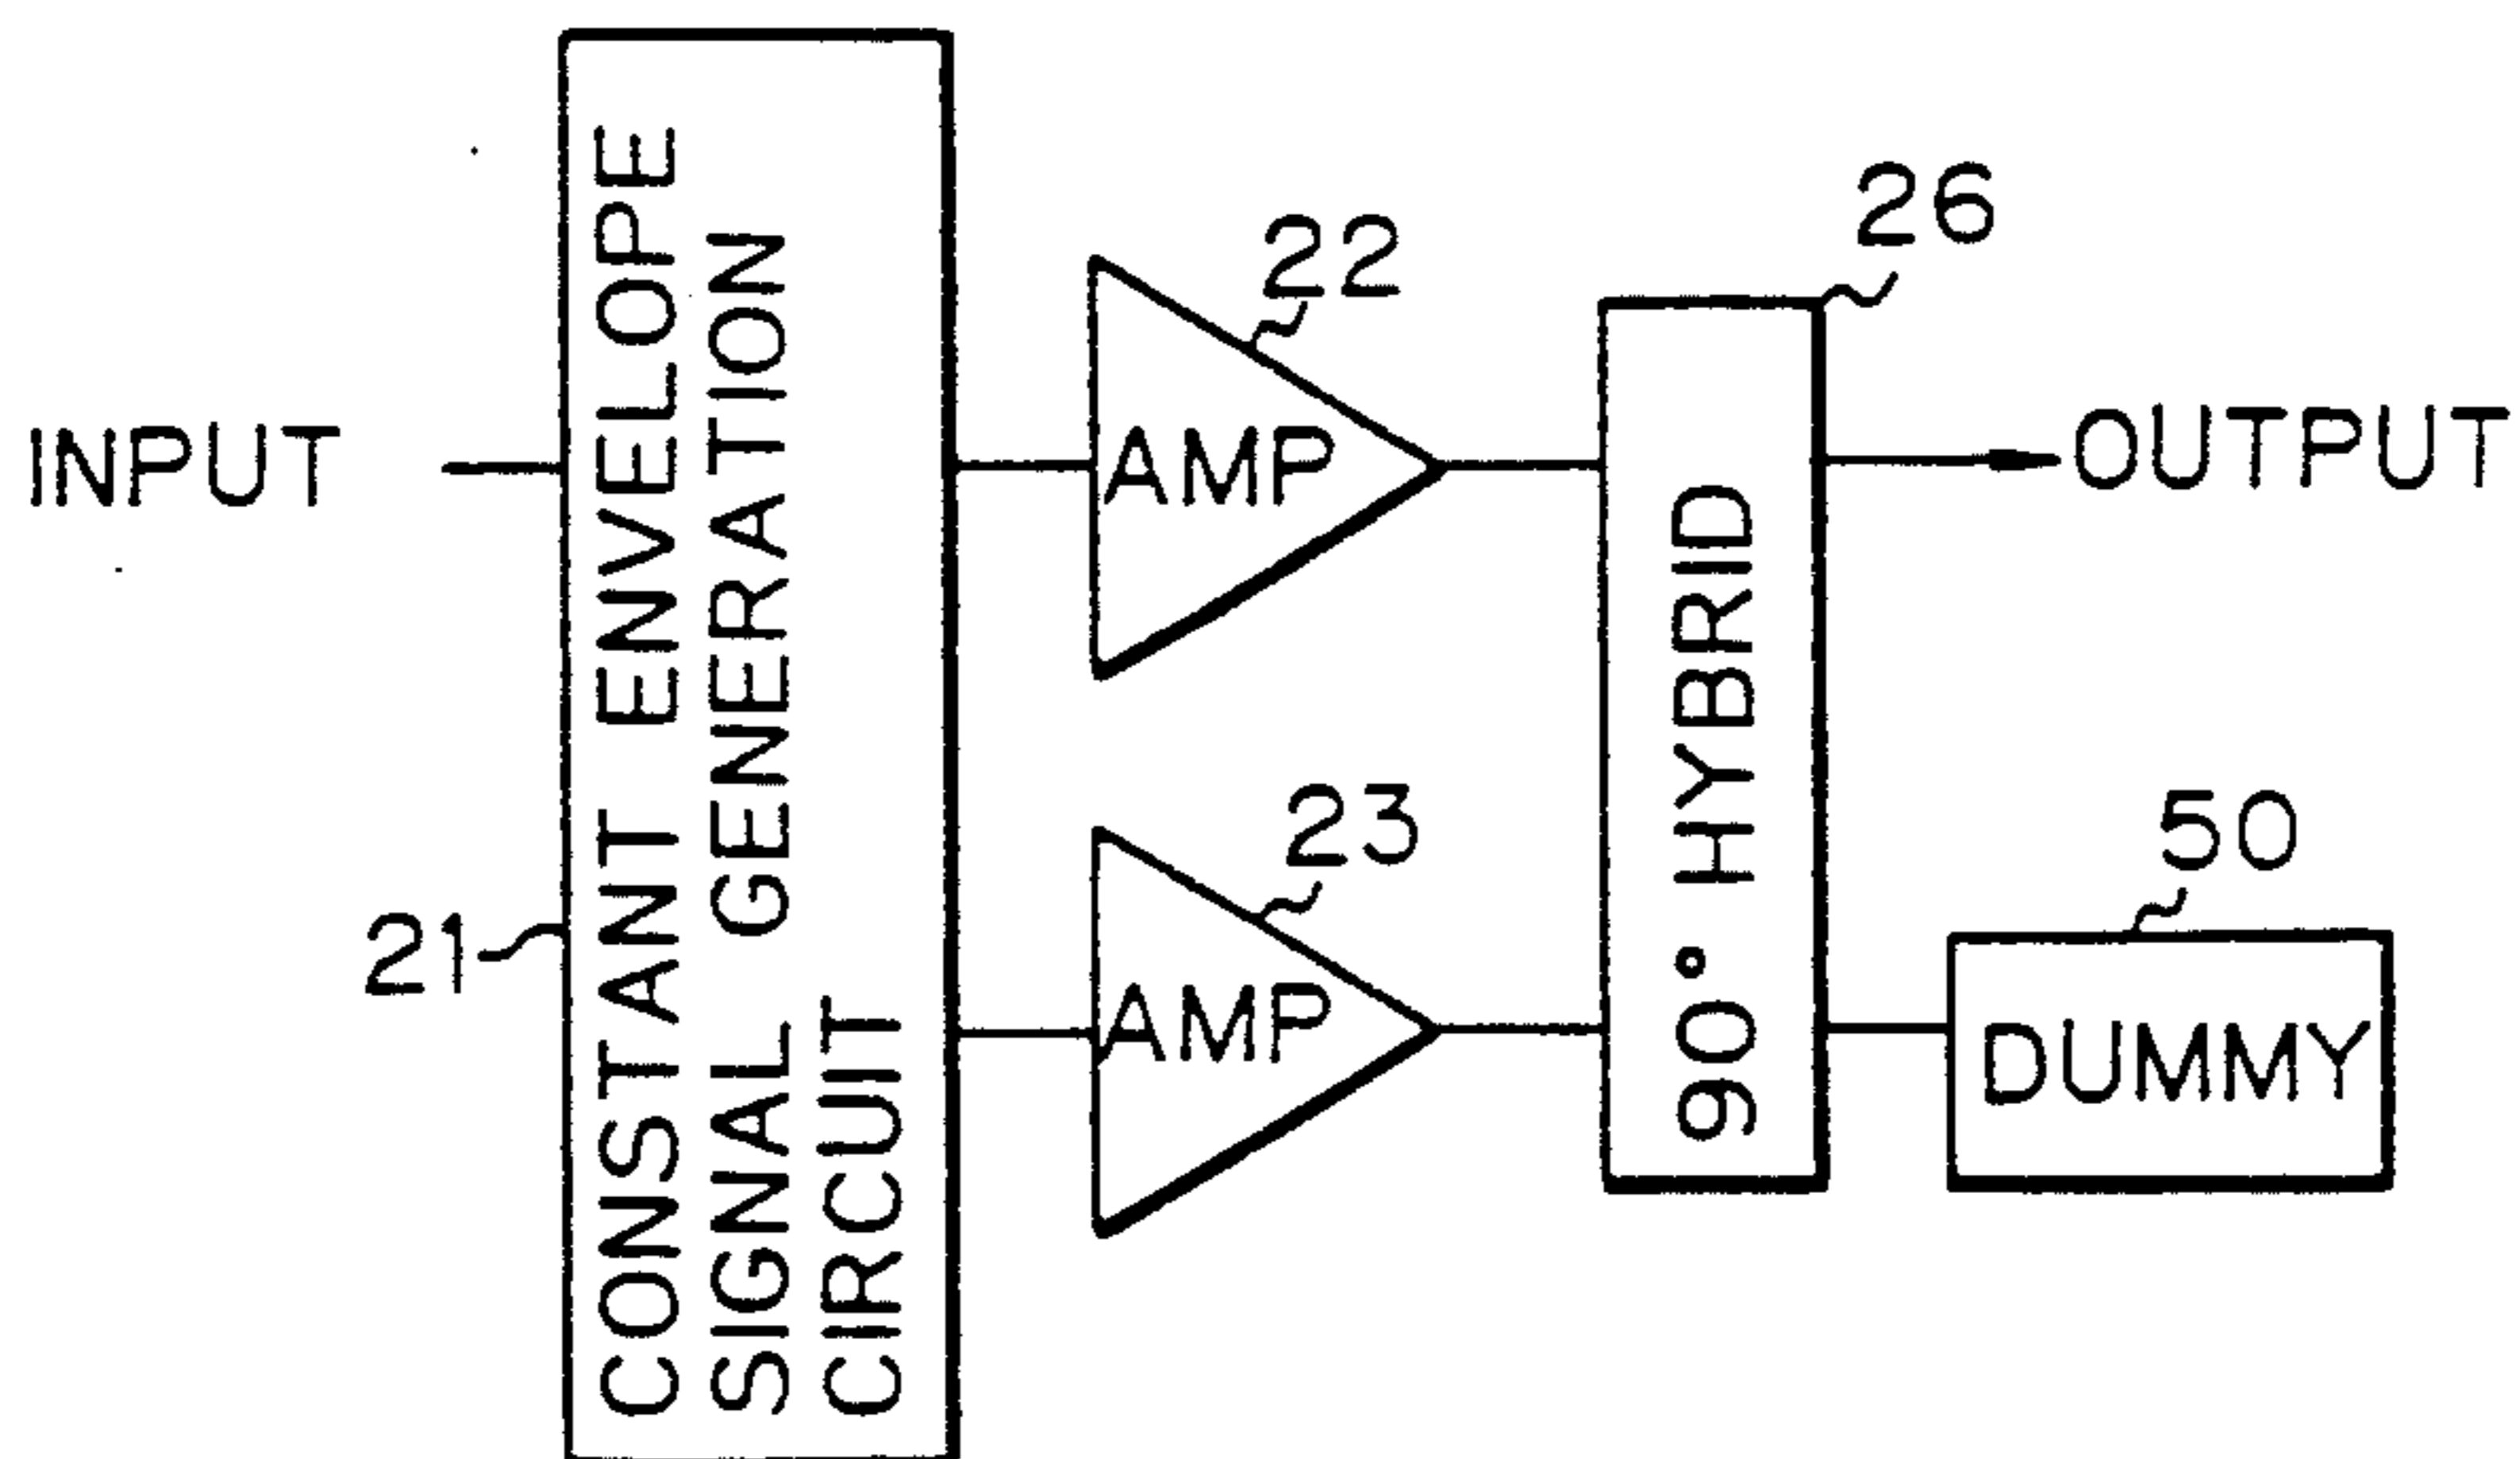 INPUT
21
CONSTANT ENVELOPE
SIGNAL GENERATION
CIRCUIT
22
AMP
23
AMP
26
90° HYBRID
OUTPUT
50
DUMMY